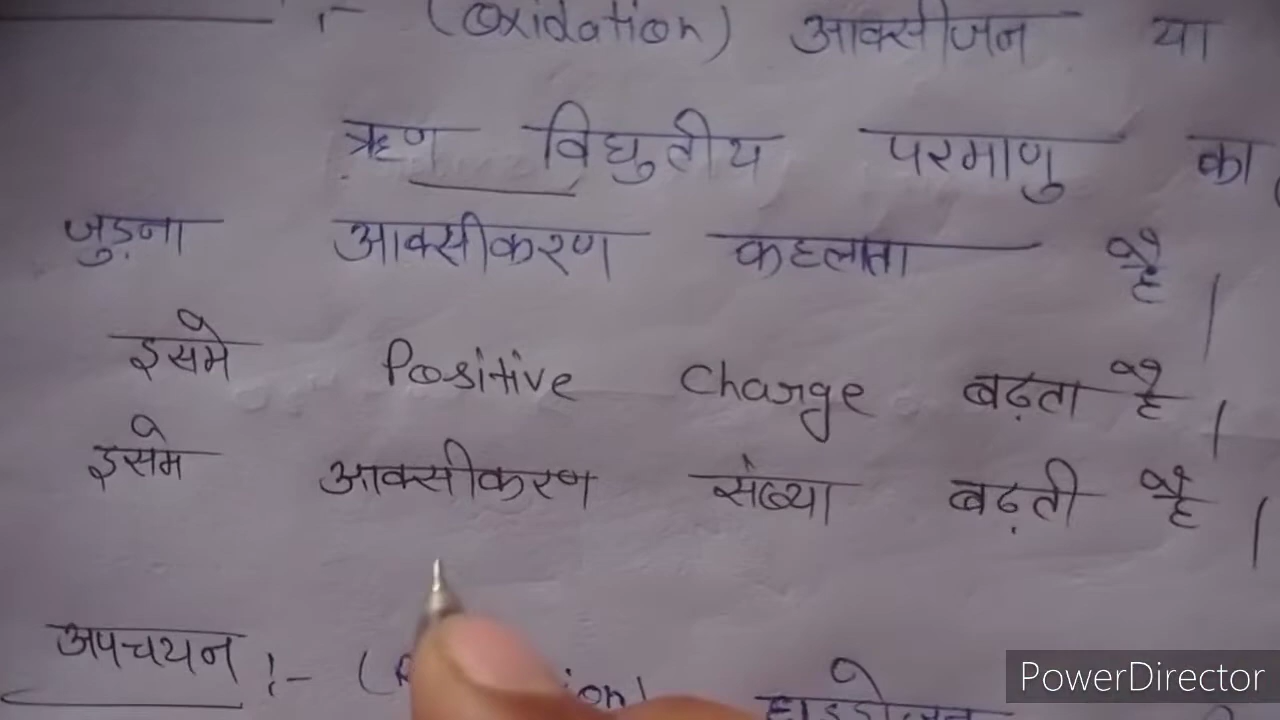 :- (Oxidation) आक्सीजन या
ऋण विधुतीय परमाणु का
जुड़ना आक्सीकरण कहलाता है।
इसमे Positive Charge बढ़ता है।
इसमे आक्सीकरण संख्या बढ़ती है।
अपचयन :-
PowerDirector